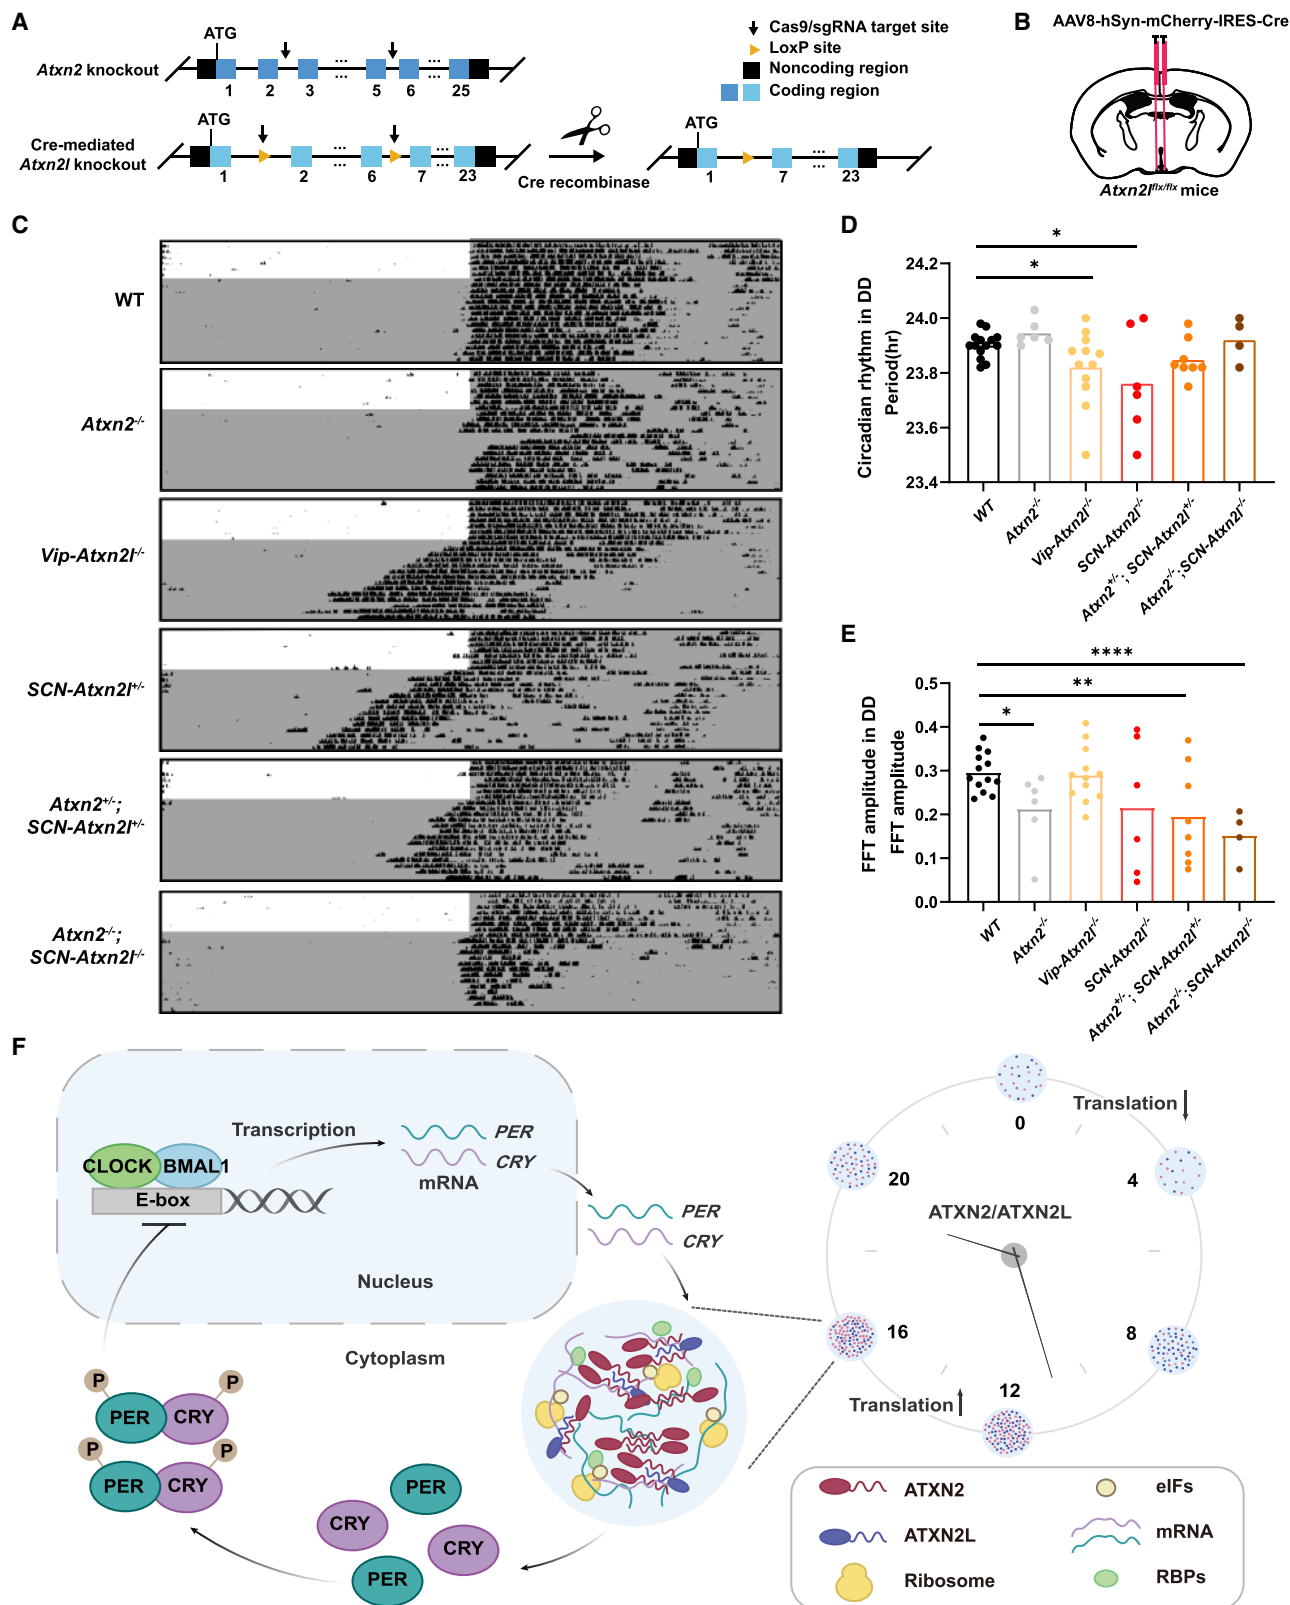 A
ATG
Atxn2 knockout
1 2 3 5 6 25
... ...
... ...
Cas9/sgRNA target site
LoxP site
Noncoding region
Coding region
ATG
Cre-mediated
Atxn2l knockout
1 2 6 7 23
... ...
... ...
Cre recombinase
ATG
1 7 23
...
...
B
AAV8-hSyn-mCherry-IRES-Cre
Atxn2l^flx/flx mice
C
WT
Atxn2-/-
Vip-Atxn2l-/-
SCN-Atxn2l+/-
Atxn2+/-;
SCN-Atxn2l+/-
Atxn2-/-;
SCN-Atxn2l-/-
D
*
*
Circadian rhythm in DD
Period(hr)
24.2
24.0
23.8
23.6
23.4
WT
Atxn2-/-
Vip-Atxn2l-/-
SCN-Atxn2l-/-
Atxn2+/-; SCN-Atxn2l+/-
Atxn2-/-;SCN-Atxn2l-/-
E
****
**
*
FFT amplitude in DD
FFT amplitude
0.5
0.4
0.3
0.2
0.1
0.0
WT
Atxn2-/-
Vip-Atxn2l-/-
SCN-Atxn2l-/-
Atxn2+/-; SCN-Atxn2l+/-
Atxn2-/-;SCN-Atxn2l-/-
F
Transcription
PER
CRY
mRNA
CLOCK
BMAL1
E-box
PER
CRY
Nucleus
Cytoplasm
P
P
PER
CRY
P
P
PER
CRY
PER
CRY
CRY
PER
Translation
0
4
8
12
16
20
ATXN2/ATXN2L
Translation
ATXN2
ATXN2L
Ribosome
eIFs
mRNA
RBPs